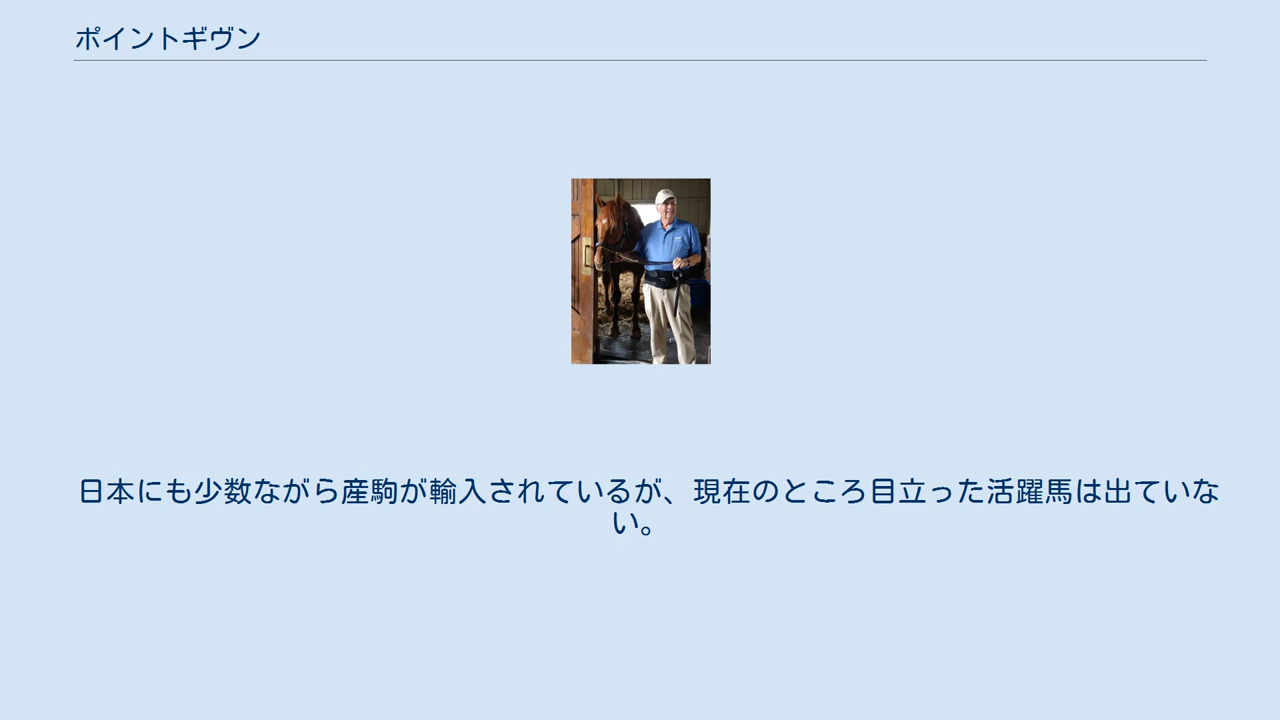 ポイントギヴン
日本にも少数ながら産駒が輸入されているが、現在のところ目立った活躍馬は出ていな
い。